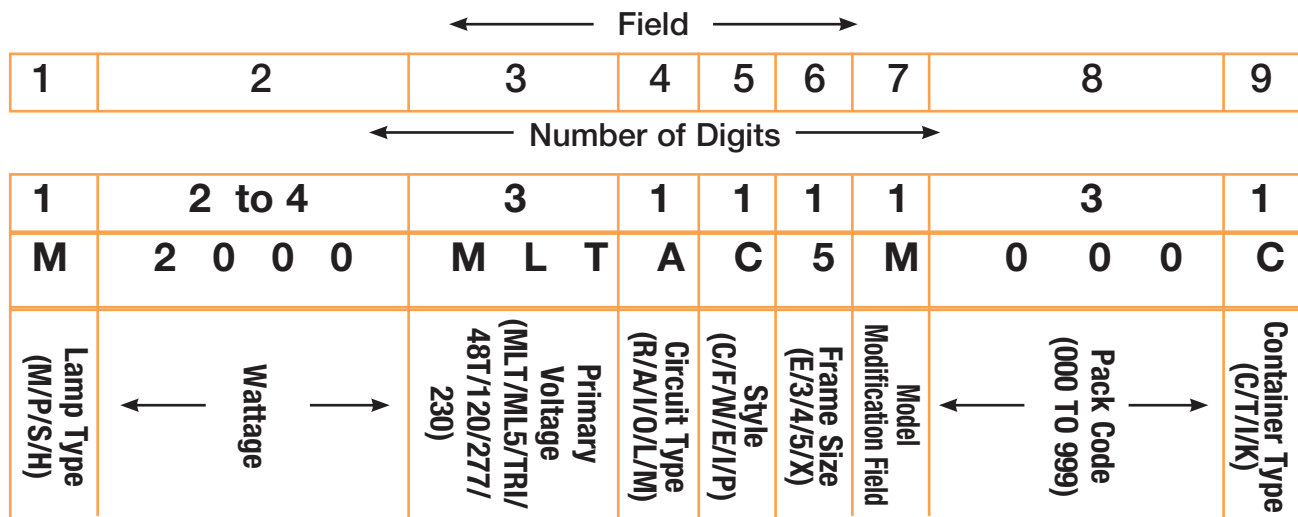 Field
1 2 3 4 5 6 7 8 9
Number of Digits
1 2 to 4 3 1 1 1 1 3 1
M 2 0 0 0 M L T A C 5 M 0 0 0 C
Lamp Type
(M/P/S/H)
Wattage
Primary
Voltage
(MLT/ML5/TRI/
48T/120/277/
230)
Circuit Type
(R/A/I/O/L/M)
Style
(C/F/W/E/I/P)
Frame Size
(E/3/4/5/X)
Model
Modification Field
Pack Code
(000 TO 999)
Container Type
(C/T/I/K)